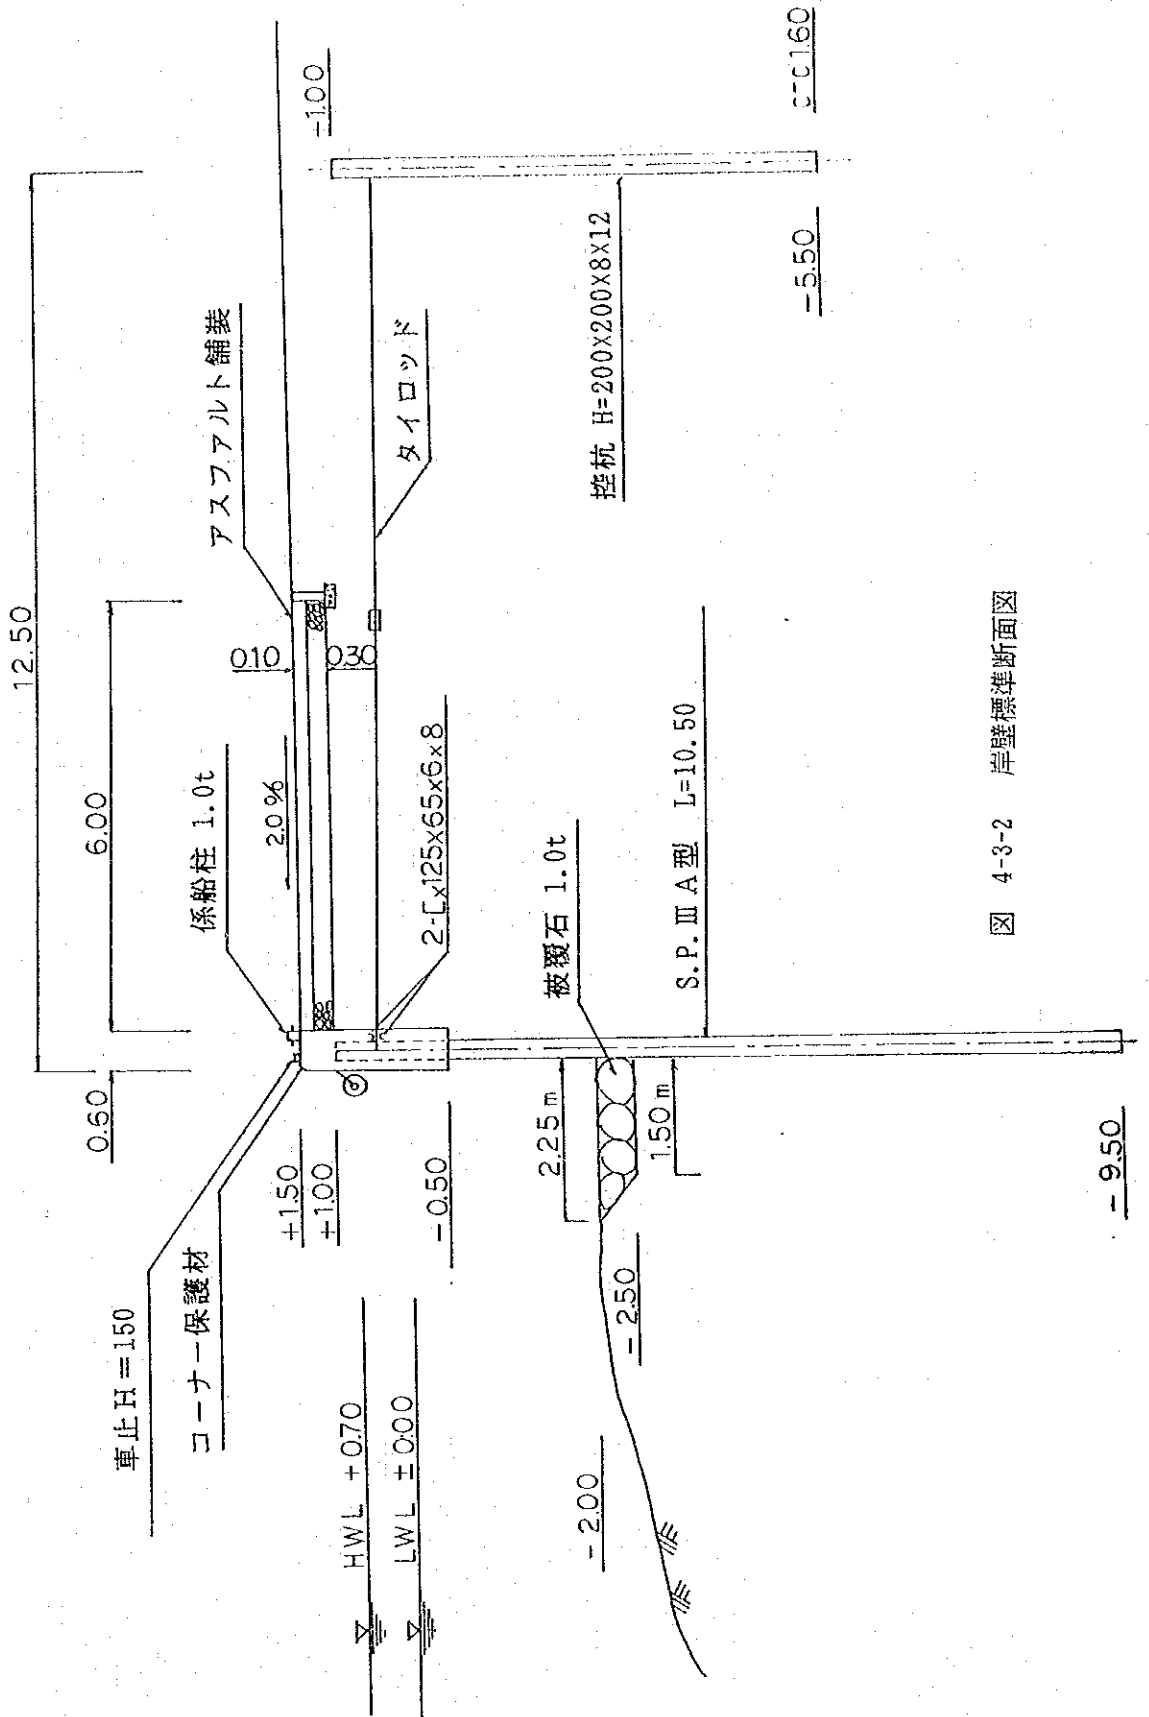 12.50
0.60
6.00
車止H=150
コーナー保護材
係船柱 1.0t
アスファルト舗装
2.0%
0.10
0.30
+1.50
+1.00
-1.00
HWL +0.70
LWL ±0.00
-0.50
2-[x125x65x6x8
タイロッド
被覆石 1.0t
2.25m
1.50m
-2.00
-2.50
控杭 H=200X200X8X12
-5.50
S.P.ⅢA型 L=10.50
-9.50
図 4-3-2 岸壁標準断面図